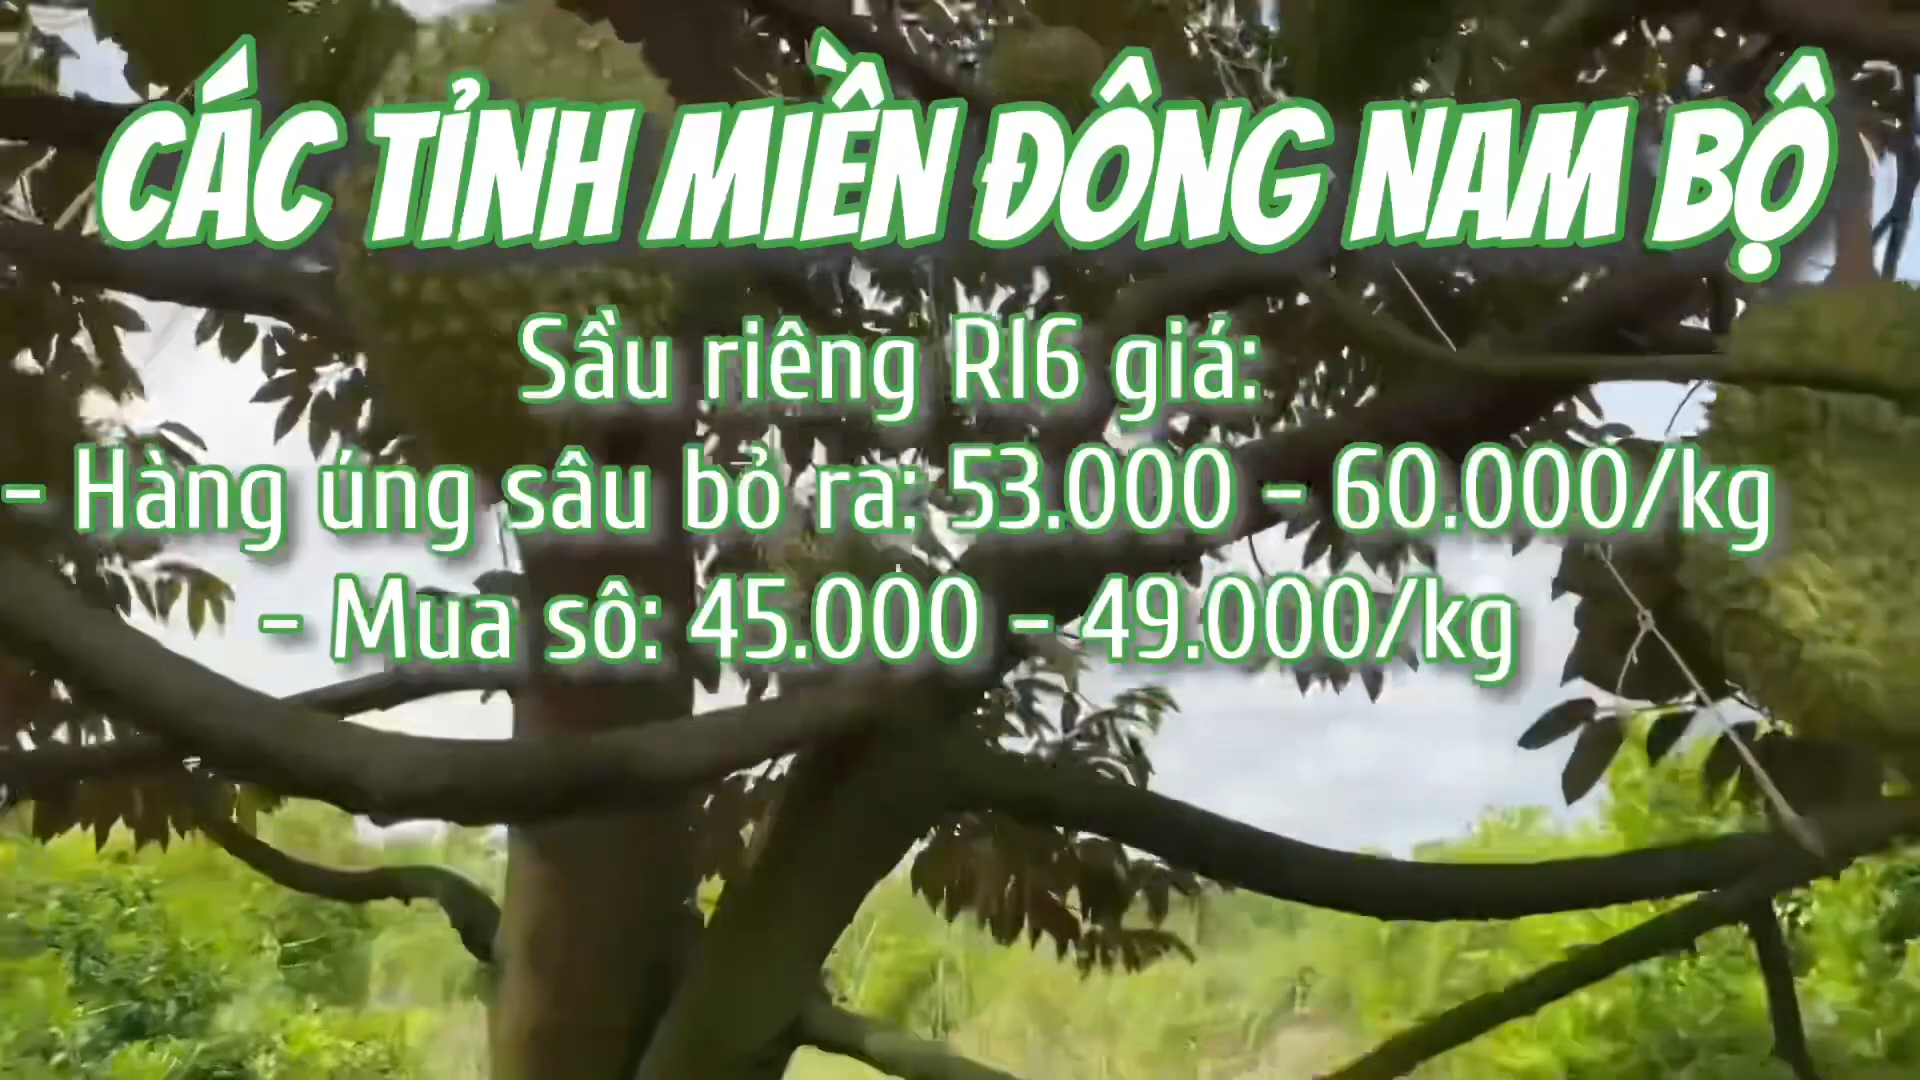 CÁC TỈNH MIỀN ĐÔNG NAM BỘ
Sầu riêng RI6 giá:
- Hàng úng sâu bỏ ra: 53.000 - 60.000/kg
- Mua sô: 45.000 - 49.000/kg